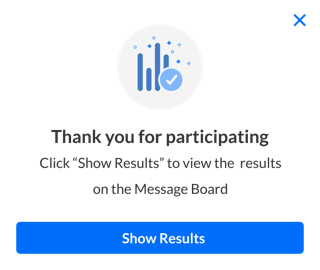 Thank you for participating
Click “Show Results” to view the results
on the Message Board
Show Results